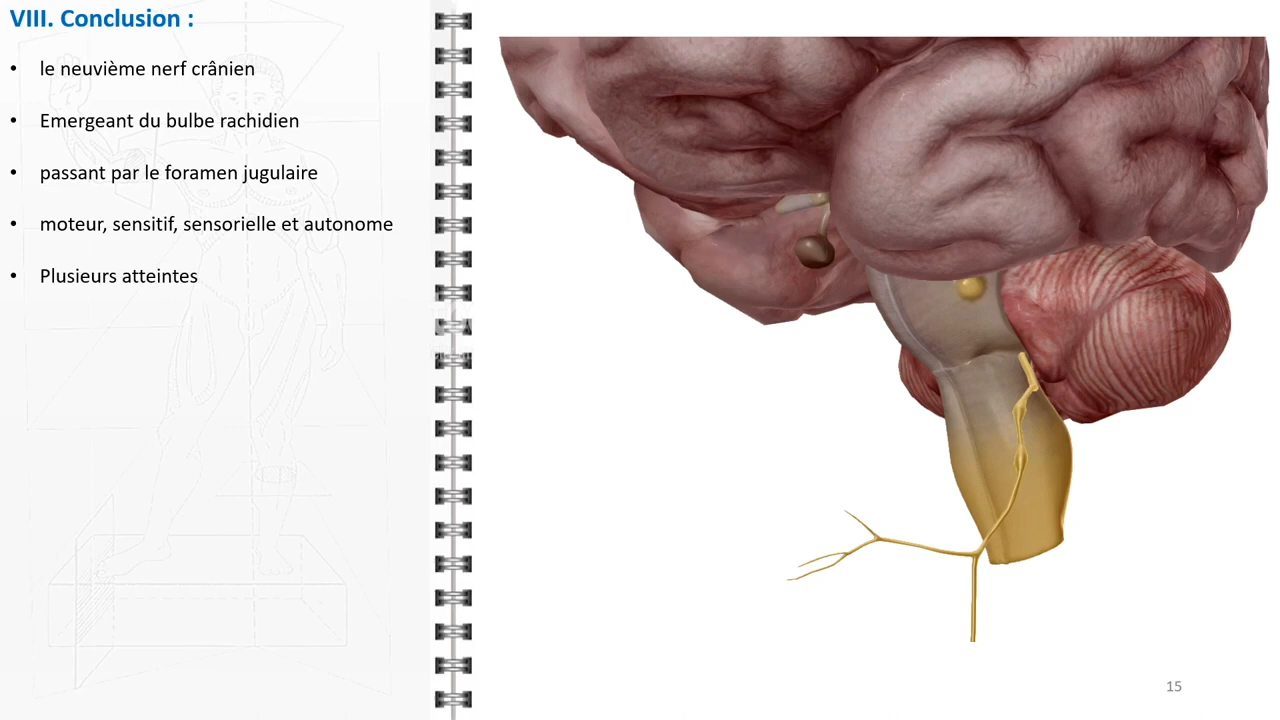 VIII. Conclusion :
• le neuvième nerf crânien
• Emergeant du bulbe rachidien
• passant par le foramen jugulaire
• moteur, sensitif, sensorielle et autonome
• Plusieurs atteintes
15